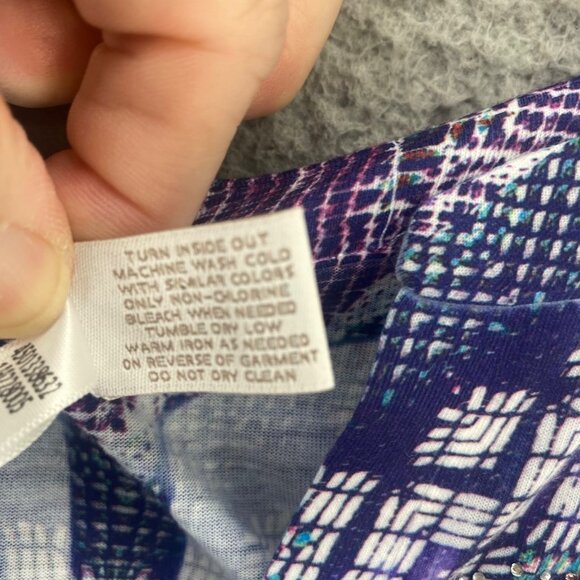 TURN INSIDE OUT
MACHINE WASH COLD
WITH SIMILAR COLORS
ONLY NON-CHLORINE
BLEACH WHEN NEEDED
TUMBLE DRY LOW
WARM IRON AS NEEDED
ON REVERSE OF GARMENT
DO NOT DRY CLEAN